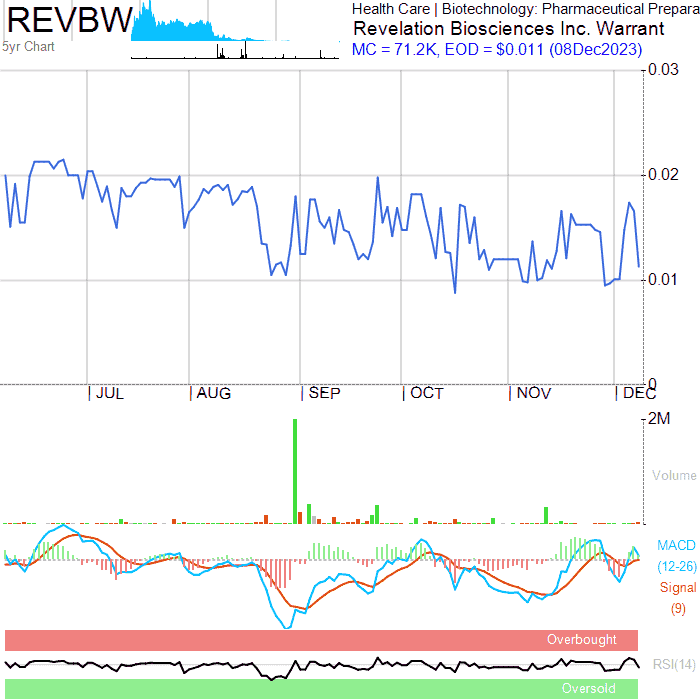 REVBW
5yr Chart
Health Care | Biotechnology: Pharmaceutical Prepara
Revelation Biosciences Inc. Warrant
MC = 71.2K, EOD = $0.011 (08Dec2023)
0.03
0.02
0.01
0
JUL AUG SEP OCT NOV DEC
2M
Volume
MACD
(12-26)
Signal
(9)
Overbought
RSI(14)
Oversold